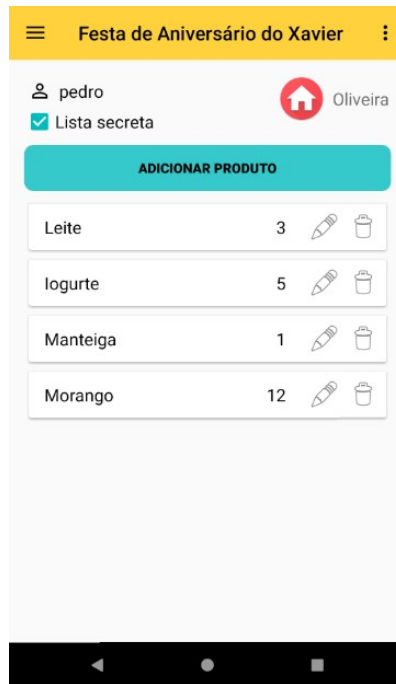 Festa de Aniversário do Xavier
pedro
Oliveira
Lista secreta
ADICIONAR PRODUTO
Leite 3
Iogurte 5
Manteiga 1
Morango 12